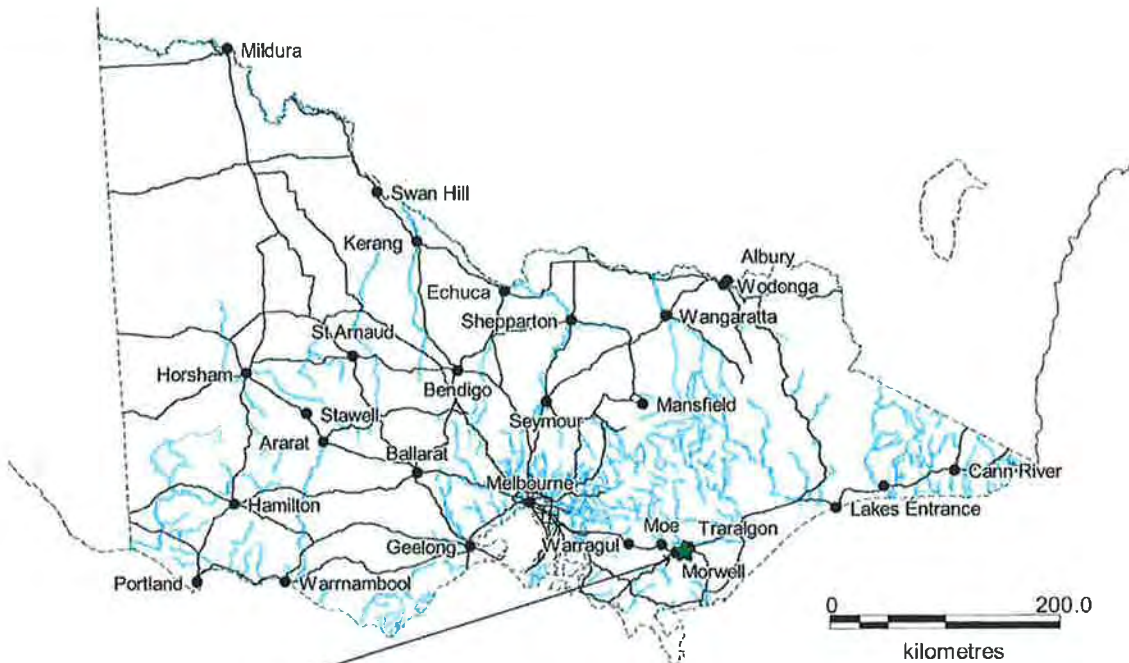 Mildura
Swan Hill
Kerang
Albury
Wodonga
Echuca
Shepparton
Wangaratta
St Arnaud
Horsham
Bendigo
Mansfield
Stawell
Seymour
Ararat
Ballarat
Melbourne
Cann River
Hamilton
Lakes Entrance
Moe
Traralgon
Geelong
Warragul
Morwell
Portland
Warrnambool
0 200.0
kilometres